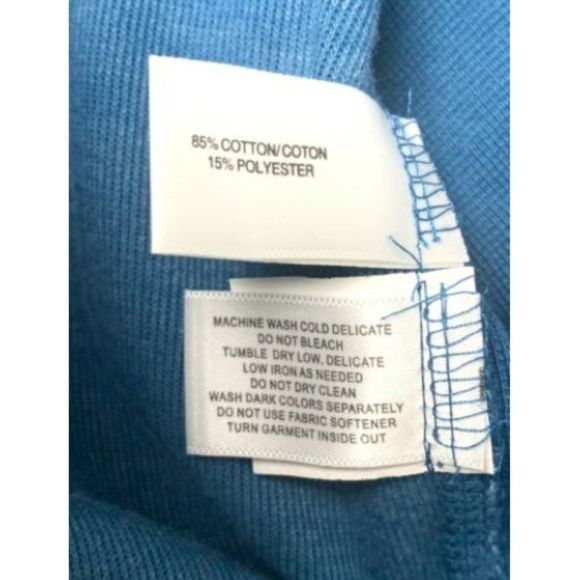 85% COTTON/COTON
15% POLYESTER
MACHINE WASH COLD DELICATE
DO NOT BLEACH
TUMBLE DRY LOW, DELICATE
LOW IRON AS NEEDED
DO NOT DRY CLEAN
WASH DARK COLORS SEPARATELY
DO NOT USE FABRIC SOFTENER
TURN GARMENT INSIDE OUT